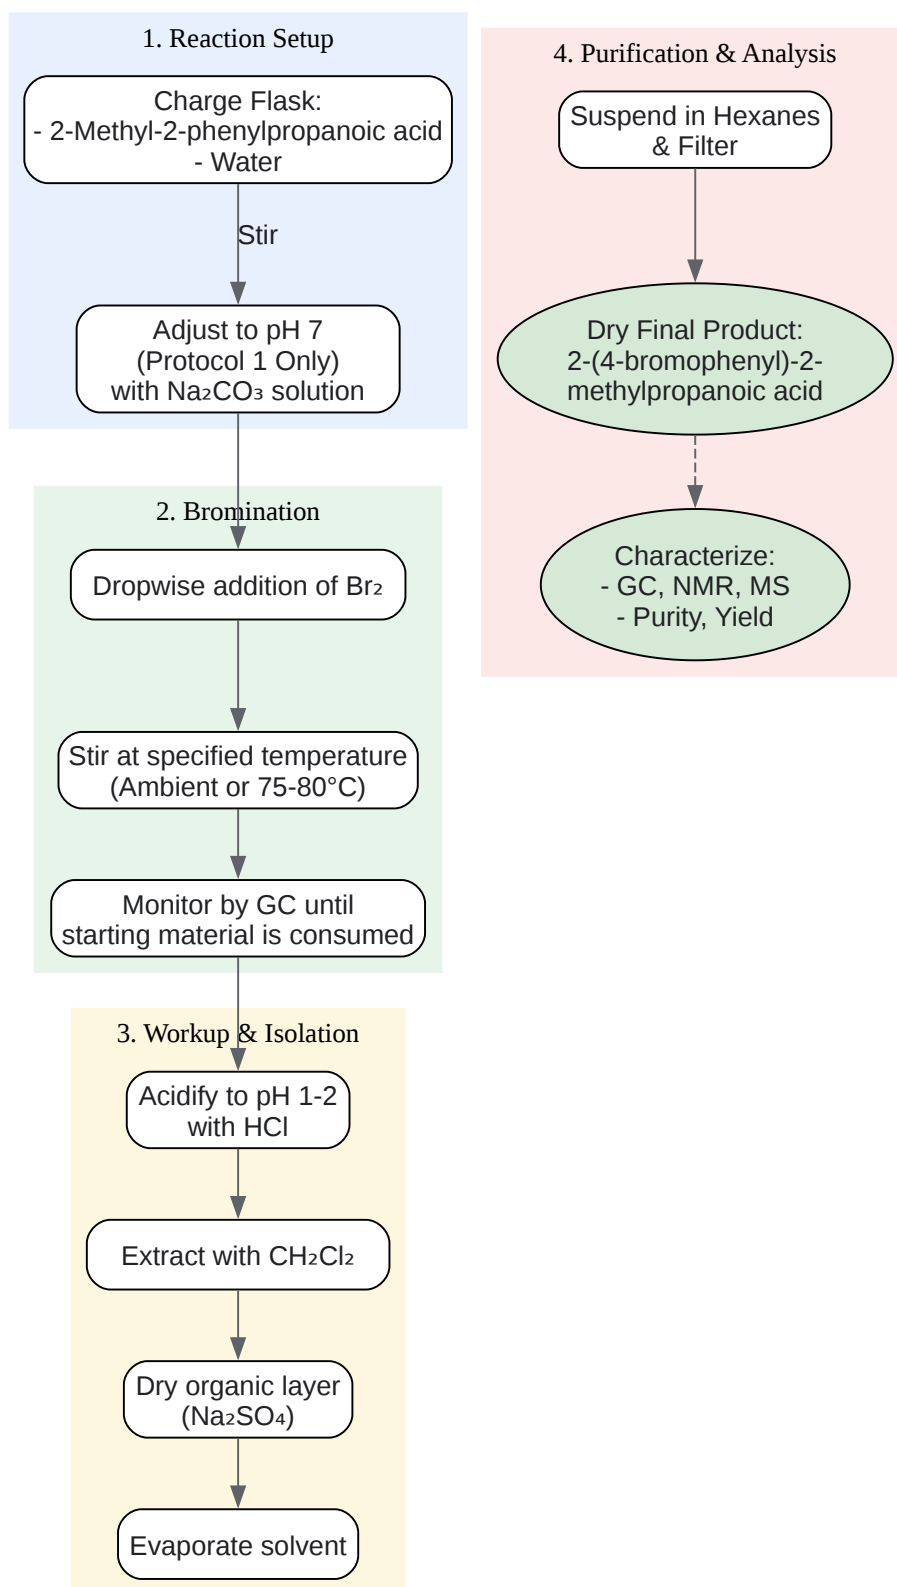 1. Reaction Setup
Charge Flask:
- 2-Methyl-2-phenylpropanoic acid
- Water
Stir
Adjust to pH 7
(Protocol 1 Only)
with Na₂CO₃ solution
2. Bromination
Dropwise addition of Br₂
Stir at specified temperature
(Ambient or 75-80°C)
Monitor by GC until
starting material is consumed
3. Workup & Isolation
Acidify to pH 1-2
with HCl
Extract with CH₂Cl₂
Dry organic layer
(Na₂SO₄)
Evaporate solvent
4. Purification & Analysis
Suspend in Hexanes
& Filter
Dry Final Product:
2-(4-bromophenyl)-2-
methylpropanoic acid
Characterize:
- GC, NMR, MS
- Purity, Yield